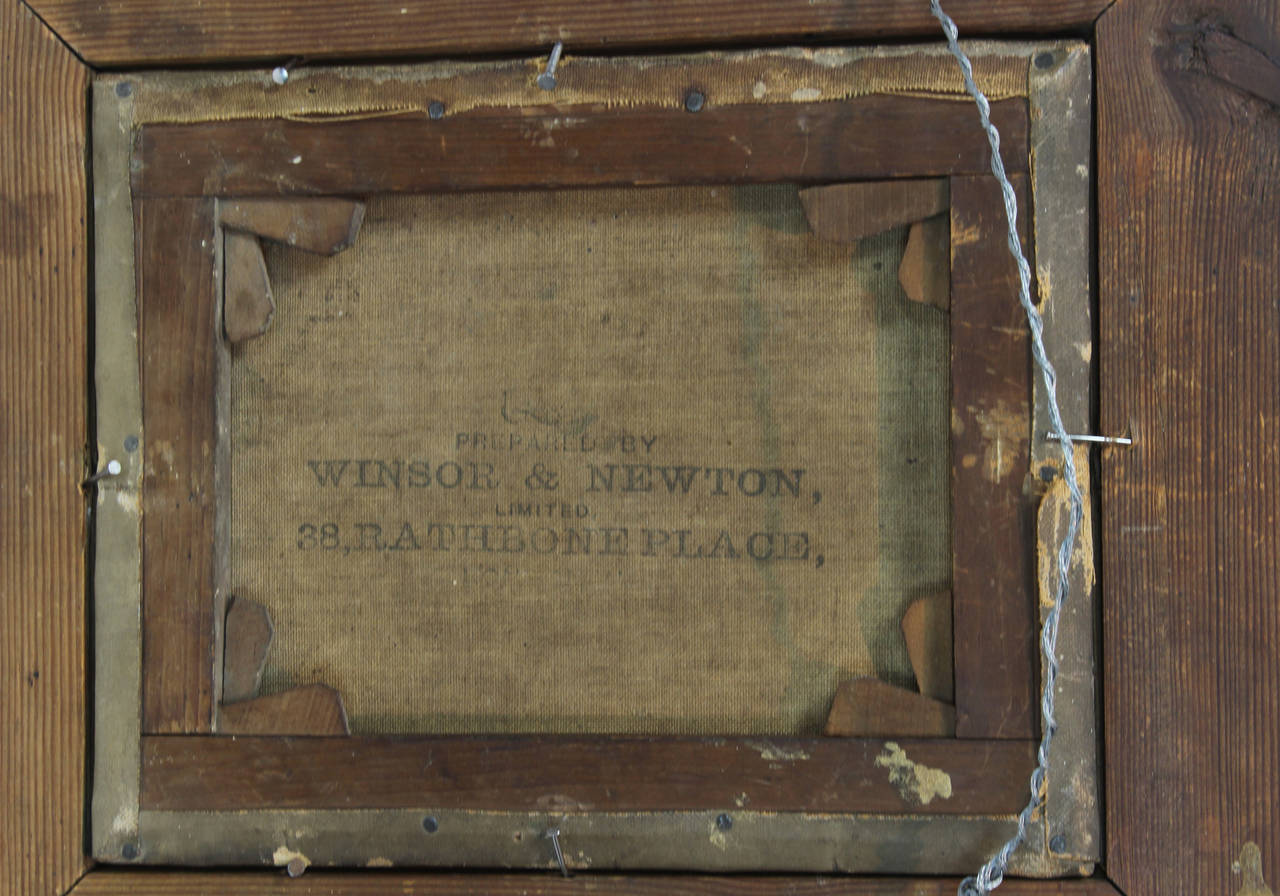 PREPARED BY
WINSOR & NEWTON,
LIMITED
38, RATHBONE PLACE,